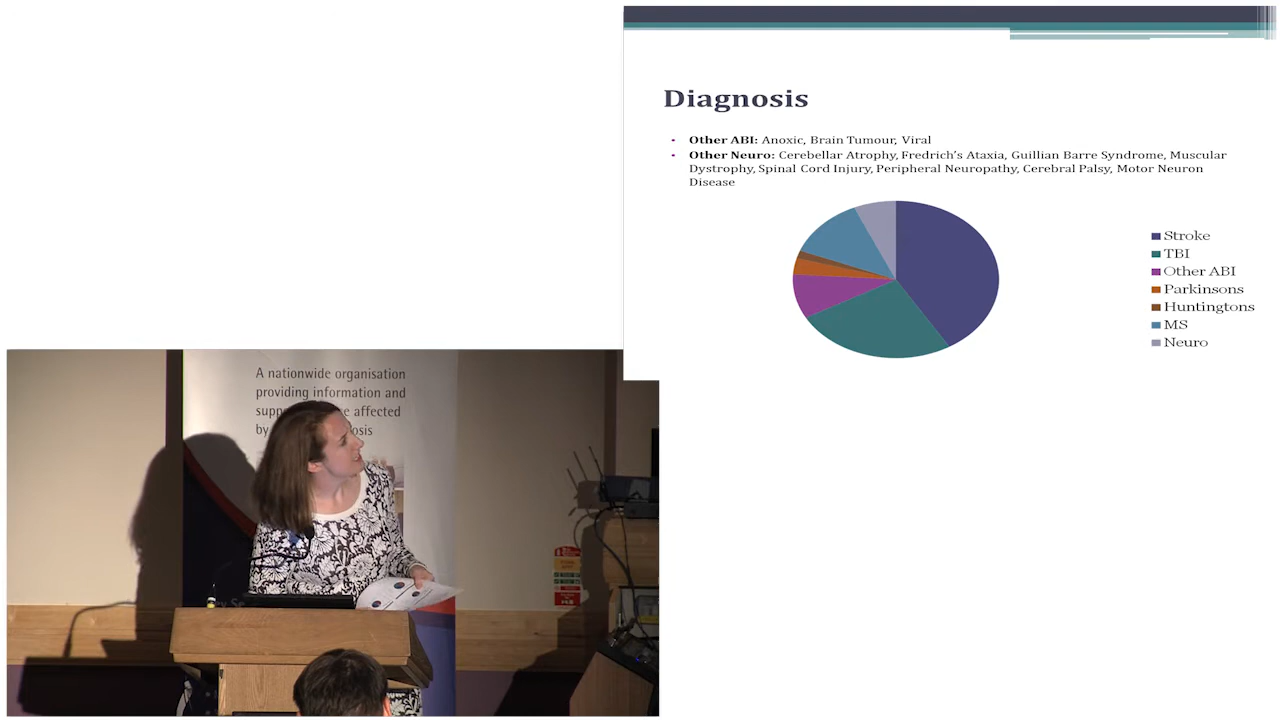 Diagnosis
• Other ABI: Anoxic, Brain Tumour, Viral
• Other Neuro: Cerebellar Atrophy, Fredrich's Ataxia, Guillian Barre Syndrome, Muscular
Dystrophy, Spinal Cord Injury, Peripheral Neuropathy, Cerebral Palsy, Motor Neuron
Disease
Stroke
TBI
Other ABI
Parkinsons
Huntingtons
MS
Neuro
A nationwide organisation
providing information and
affected
by